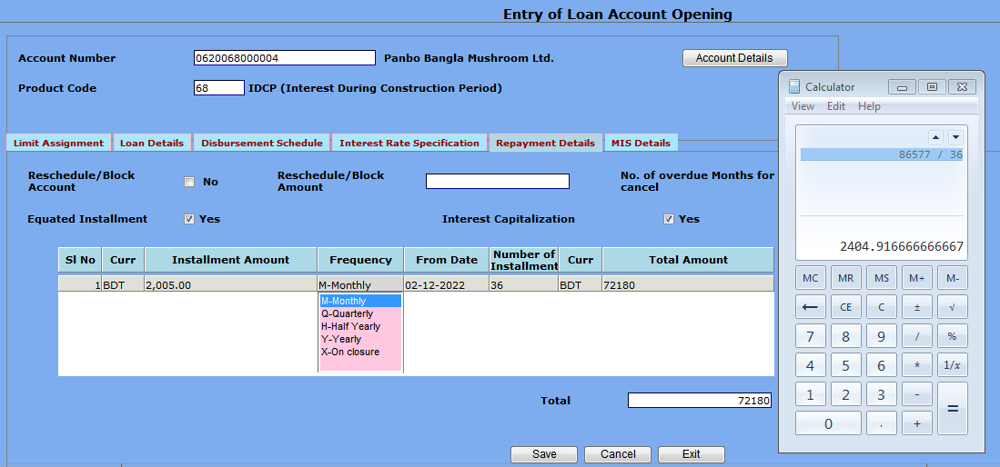 Entry of Loan Account Opening
Account Number 0620068000004 Panbo Bangla Mushroom Ltd. Account Details
Product Code 68 IDCP (Interest During Construction Period)
Limit Assignment Loan Details Disbursement Schedule Interest Rate Specification Repayment Details MIS Details
Reschedule/Block Account No Reschedule/Block Amount No. of overdue Months for cancel
Equated Installment Yes Interest Capitalization Yes
Sl No Curr Installment Amount Frequency From Date Number of Installment Curr Total Amount
1 BDT 2,005.00 M-Monthly 02-12-2022 36 BDT 72180
M-Monthly
Q-Quarterly
H-Half Yearly
Y-Yearly
X-On closure
Total 72180
Save Cancel Exit
Calculator
View Edit Help
86577 / 36
2404.916666666667
MC MR MS M+ M-
← CE C ± √
7 8 9 / %
4 5 6 * 1/x
1 2 3 - =
0 . +